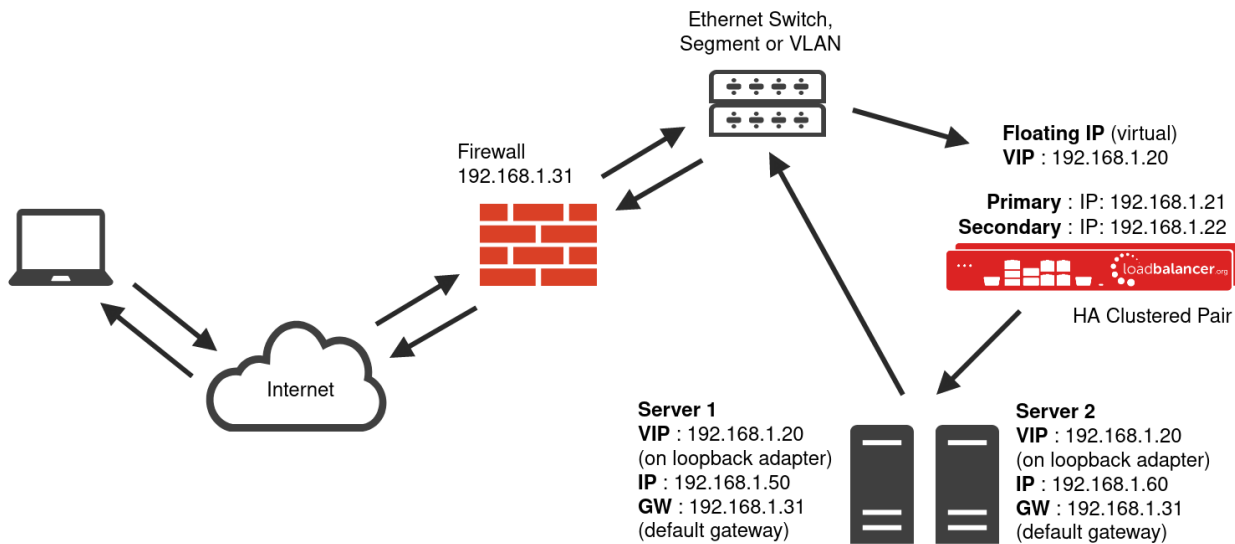 Ethernet Switch,
Segment or VLAN
Floating IP (virtual)
VIP : 192.168.1.20
Firewall
192.168.1.31
Primary : IP: 192.168.1.21
Secondary : IP: 192.168.1.22
loadbalancer.org
HA Clustered Pair
Internet
Server 1
VIP : 192.168.1.20
(on loopback adapter)
IP : 192.168.1.50
GW : 192.168.1.31
(default gateway)
Server 2
VIP : 192.168.1.20
(on loopback adapter)
IP : 192.168.1.60
GW : 192.168.1.31
(default gateway)